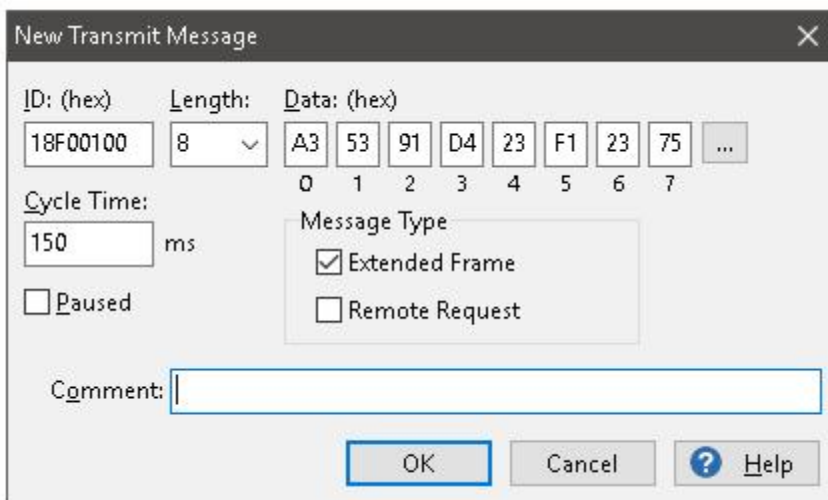 New Transmit Message
ID: (hex) Length: Data: (hex)
18F00100 8 A3 53 91 D4 23 F1 23 75 ...
0 1 2 3 4 5 6 7
Cycle Time:
150 ms
Message Type
Extended Frame
Paused
Remote Request
Comment:
OK Cancel ? Help